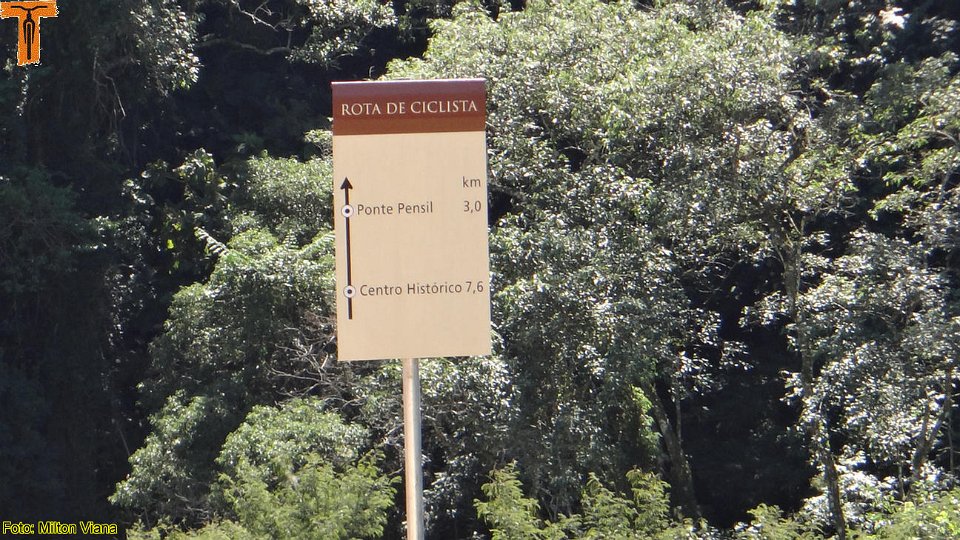 ROTA DE CICLISTA
km
Ponte Pensil 3,0
Centro Histórico 7,6
Foto: Milton Viana